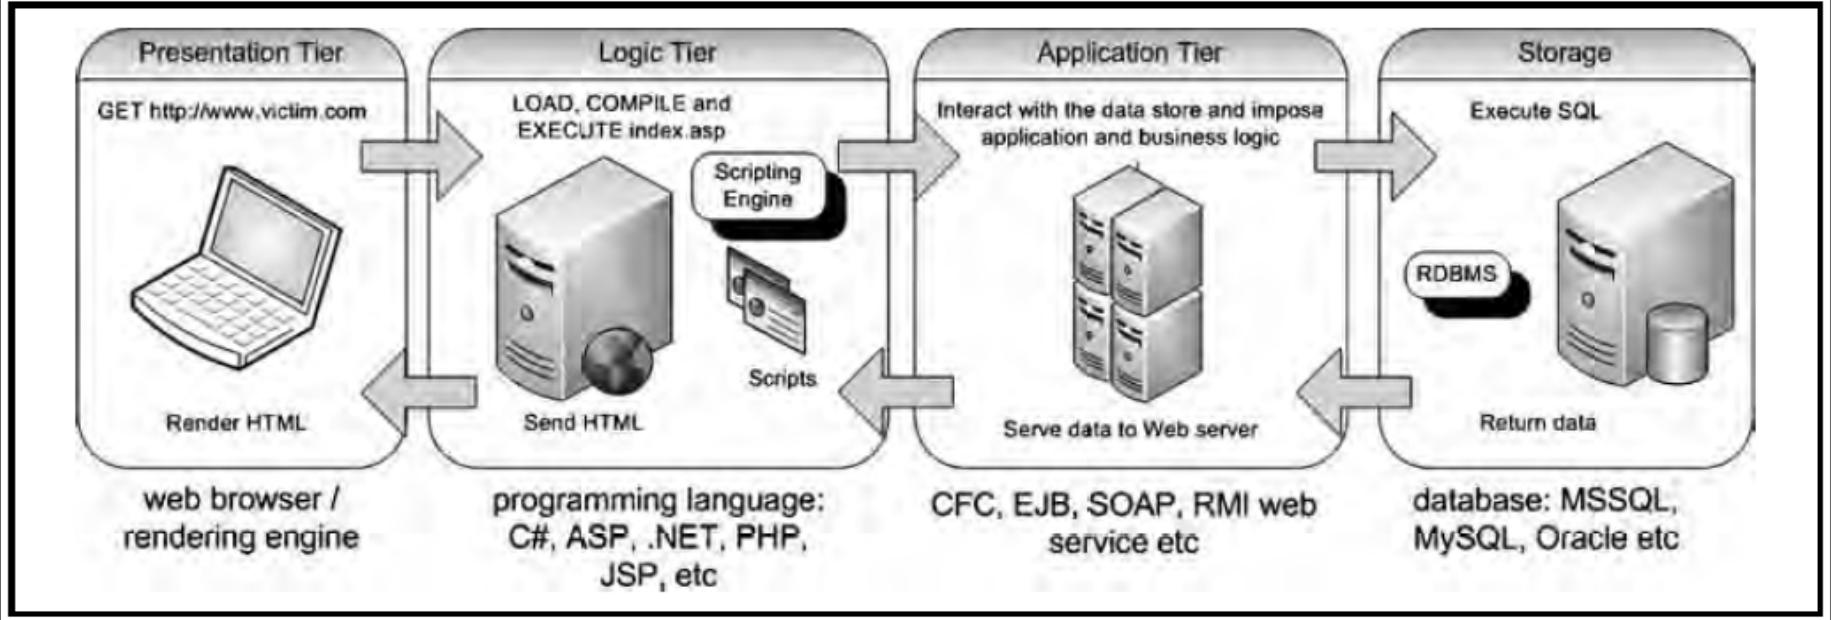 Presentation Tier
GET http://www.victim.com
Render HTML
web browser /
rendering engine
Logic Tier
LOAD, COMPILE and
EXECUTE index.asp
Scripting
Engine
Scripts
Send HTML
programming language:
C#, ASP, .NET, PHP,
JSP, etc
Application Tier
Interact with the data store and impose
application and business logic
Serve data to Web server
CFC, EJB, SOAP, RMI web
service etc
Storage
Execute SQL
RDBMS
Return data
database: MSSQL,
MySQL, Oracle etc